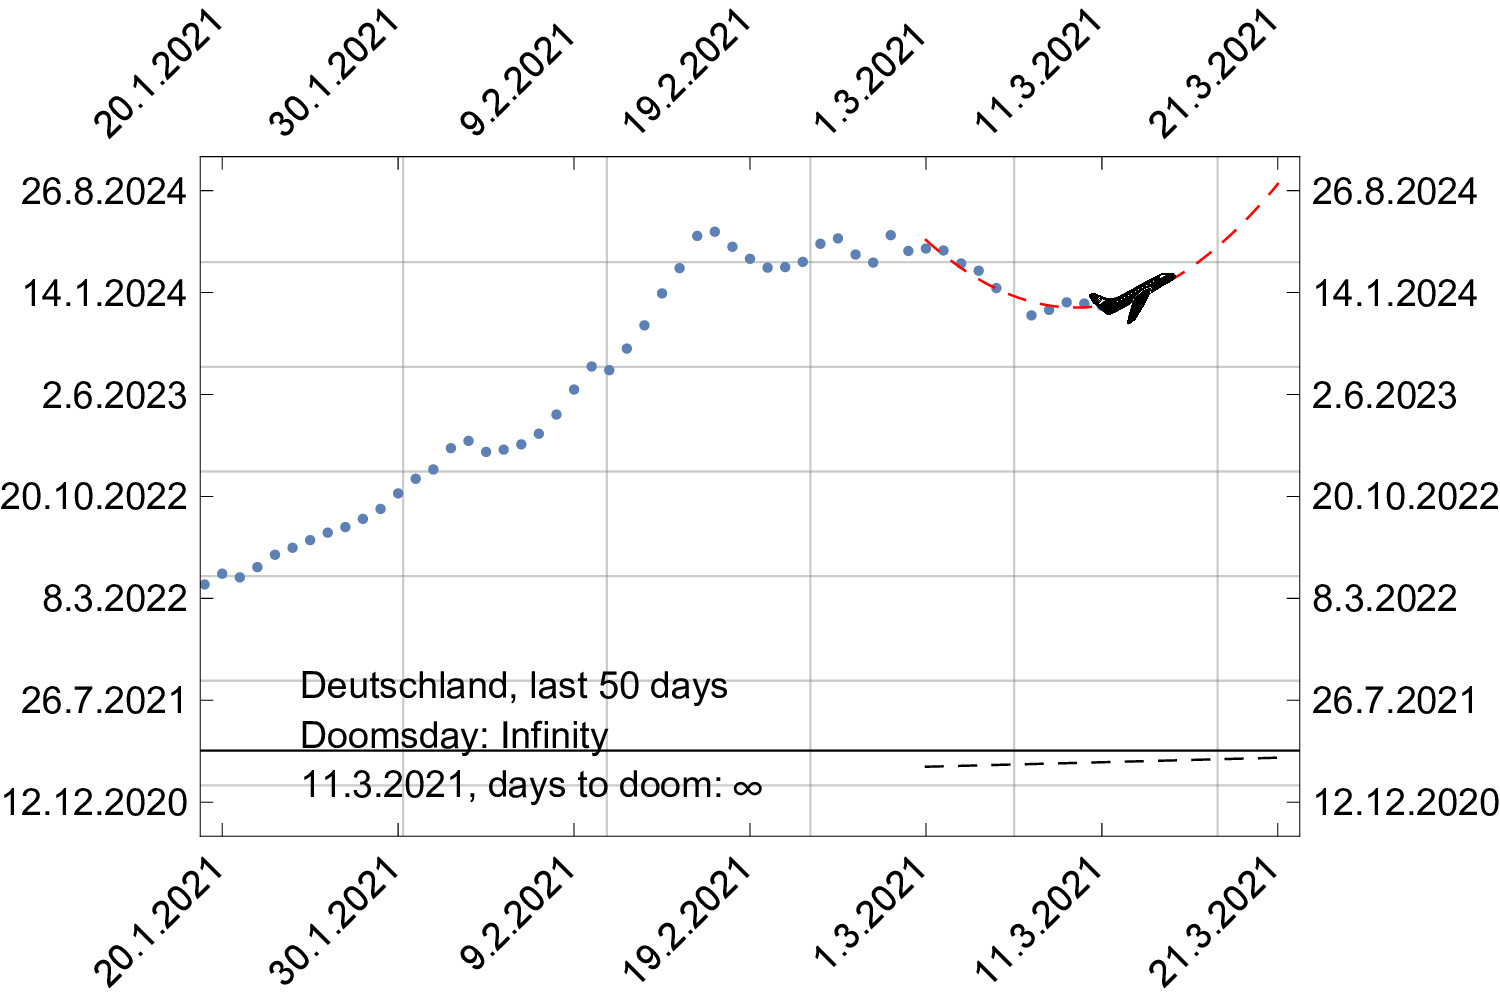 20.1.2021 30.1.2021 9.2.2021 19.2.2021 1.3.2021 11.3.2021 21.3.2021
26.8.2024 26.8.2024
14.1.2024 14.1.2024
2.6.2023 2.6.2023
20.10.2022 20.10.2022
8.3.2022 8.3.2022
Deutschland, last 50 days
26.7.2021 26.7.2021
Doomsday: Infinity
11.3.2021, days to doom: ∞
12.12.2020 12.12.2020
20.1.2021 30.1.2021 9.2.2021 19.2.2021 1.3.2021 11.3.2021 21.3.2021